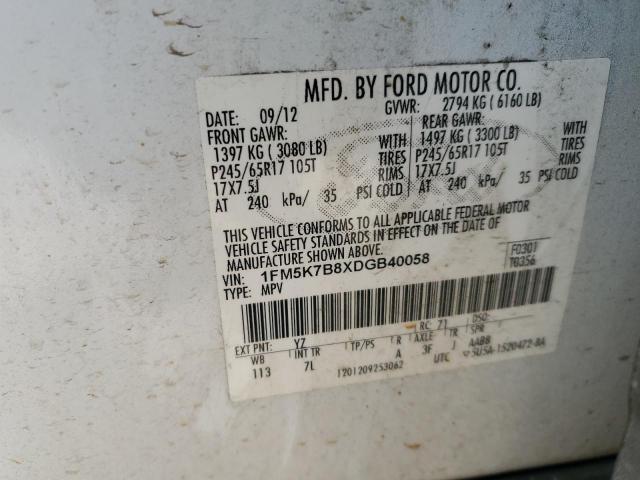 MFD. BY FORD MOTOR CO.
DATE: 09/12 GVWR: 2794 KG ( 6160 LB)
FRONT GAWR: REAR GAWR:
1397 KG ( 3080 LB) WITH 1497 KG ( 3300 LB) WITH
P245/65R17 105T TIRES P245/65R17 105T TIRES
17X7.5J RIMS 17X7.5J RIMS
AT 240 kPa/ 35 PSI COLD AT 240 kPa/ 35 PSI COLD
THIS VEHICLE CONFORMS TO ALL APPLICABLE FEDERAL MOTOR
VEHICLE SAFETY STANDARDS IN EFFECT ON THE DATE OF
MANUFACTURE SHOWN ABOVE.
VIN: 1FM5K7B8XDGB40058 F0301
TYPE: MPV T0356
EXT PNT: YZ RC: 71 DSO:
WB INT TR TP/PS R AXLE TR SPR
113 7L A 3F J AABB
1201209253062 UTC